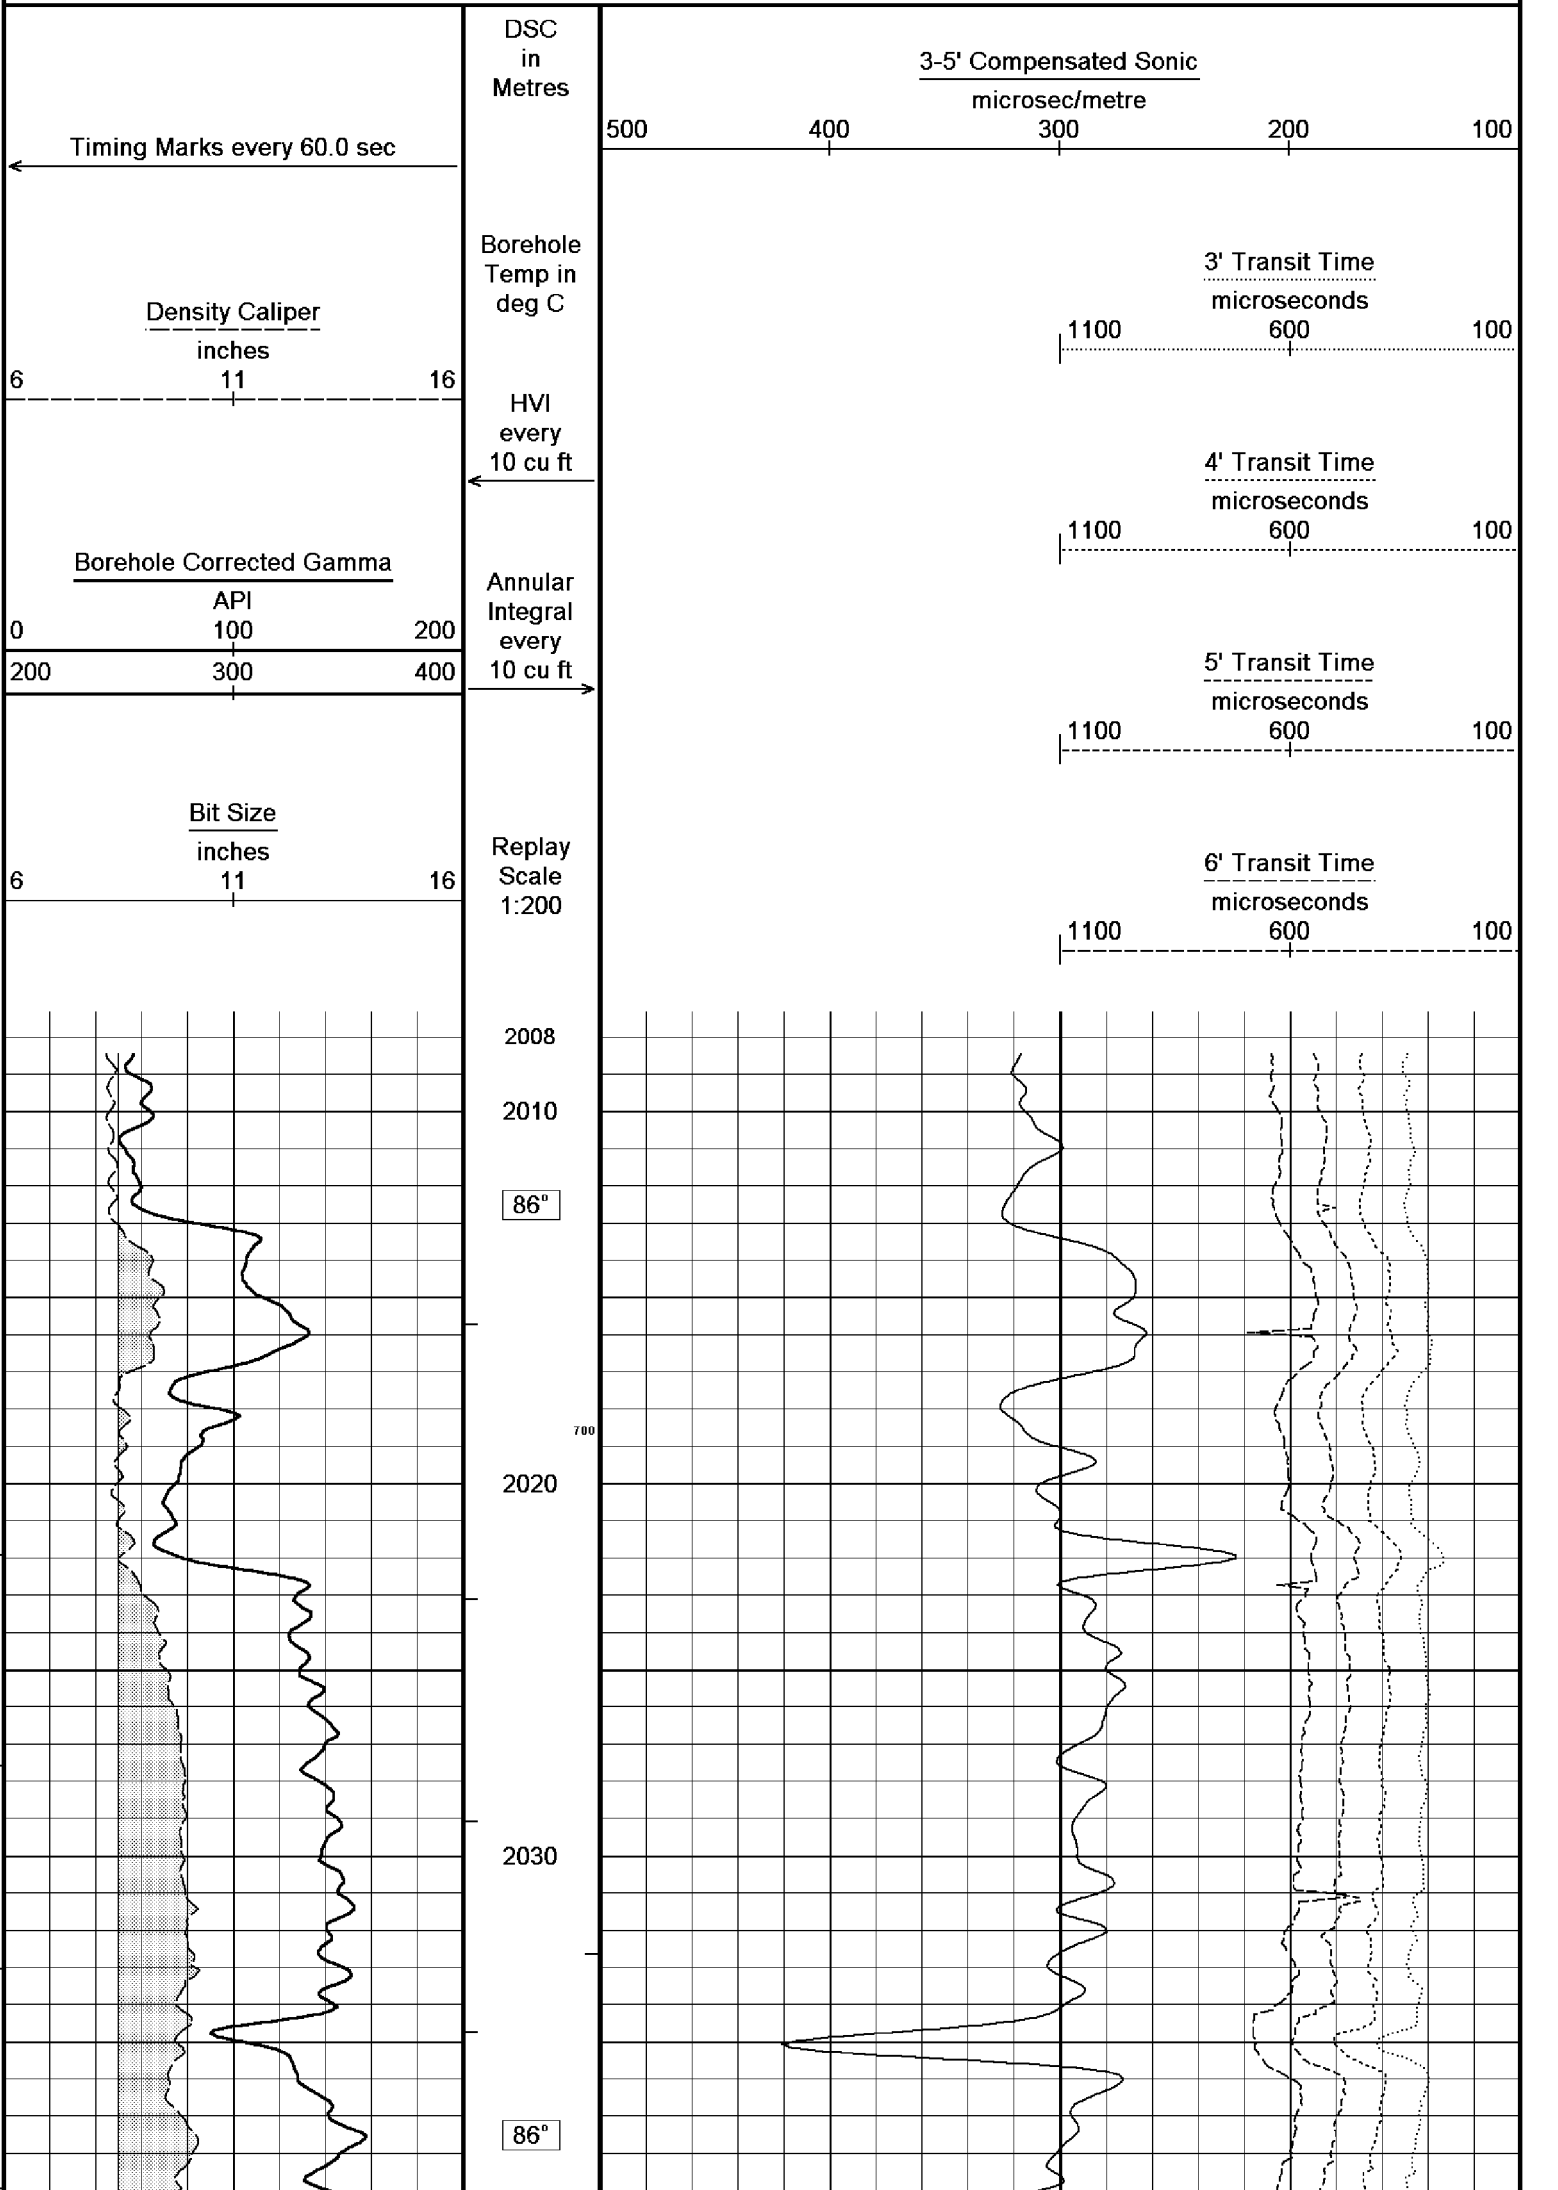 Timing Marks every 60.0 sec
Density Caliper
inches
6 11 16
Borehole Corrected Gamma
API
0 100 200
200 300 400
Bit Size
inches
6 11 16
DSC
in
Metres
Borehole
Temp in
deg C
HVI
every
10 cu ft
Annular
Integral
every
10 cu ft
Replay
Scale
1:200
3-5' Compensated Sonic
microsec/metre
500 400 300 200 100
3' Transit Time
microseconds
1100 600 100
4' Transit Time
microseconds
1100 600 100
5' Transit Time
microseconds
1100 600 100
6' Transit Time
microseconds
1100 600 100
2008
2010
86°
700
2020
2030
86°